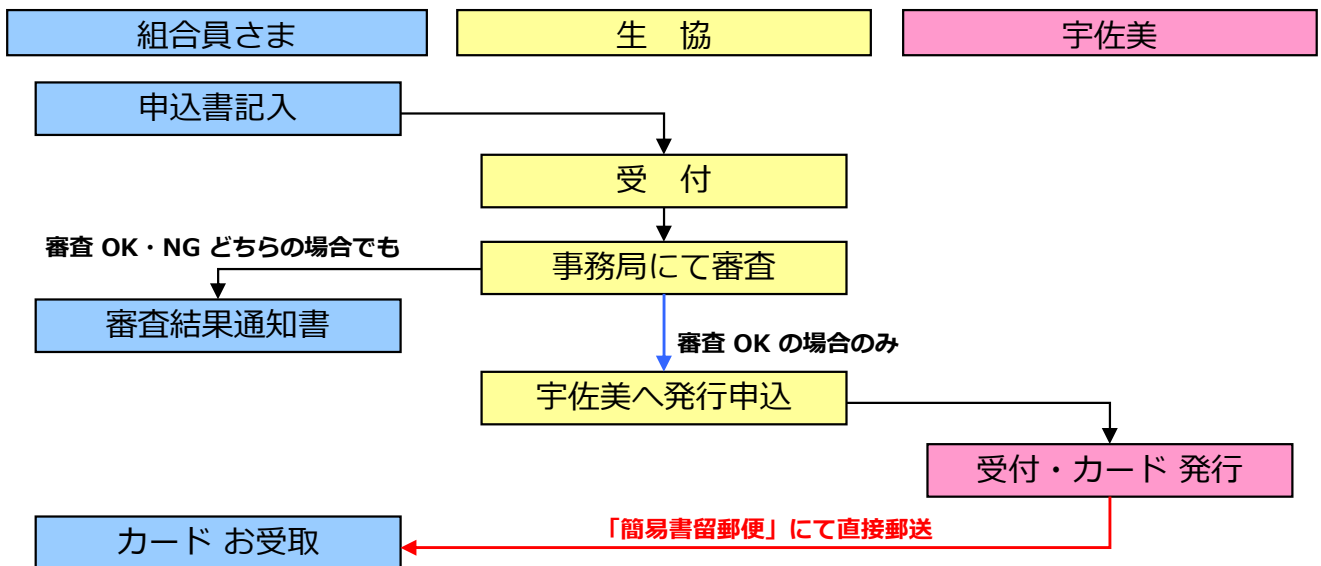 組合員さま
生　協
宇佐美
申込書記入
受　付
審査 OK・NG どちらの場合でも
事務局にて審査
審査結果通知書
審査 OK の場合のみ
宇佐美へ発行申込
受付・カード 発行
「簡易書留郵便」にて直接郵送
カード お受取